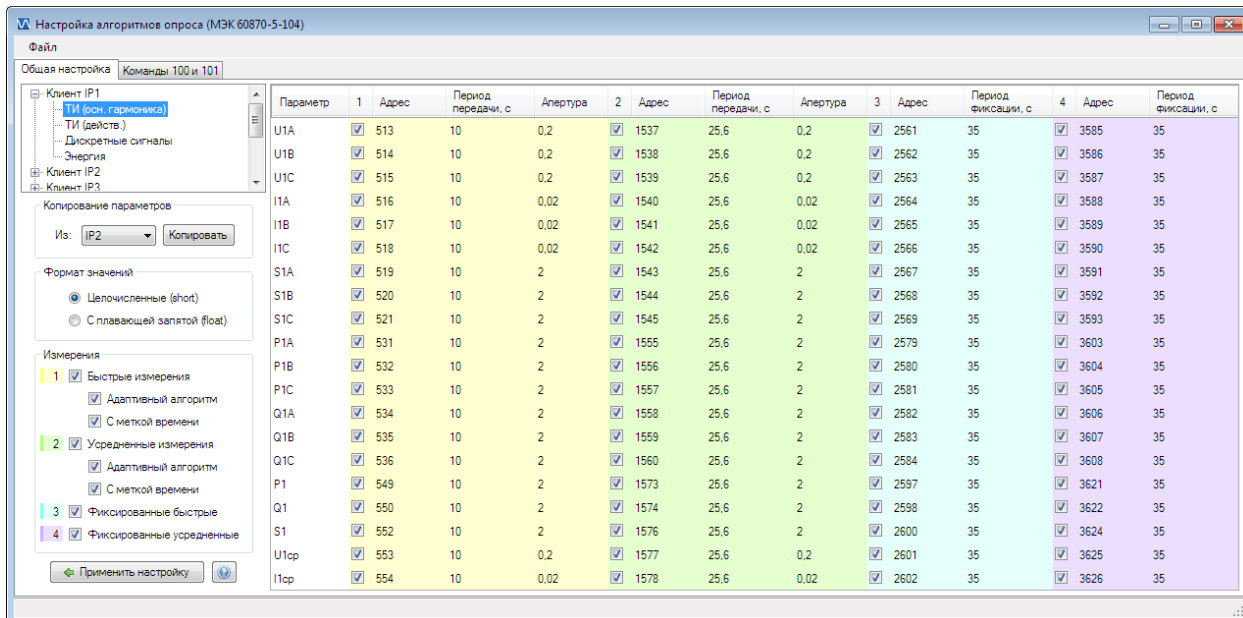 Настройка алгоритмов опроса (МЭК 60870-5-104)
Файл
Общая настройка Команды 100 и 101
Клиент IP1
ТИ (осн. гармоника)
ТИ (действ.)
Дискретные сигналы
Энергия
Клиент IP2
Клиент IP3
Копирование параметров
Из: IP2 Копировать
Формат значений
Целочисленные (short)
С плавающей запятой (float)
Измерения
1 Быстрые измерения
Адаптивный алгоритм
С меткой времени
2 Усредненные измерения
Адаптивный алгоритм
С меткой времени
3 Фиксированные быстрые
4 Фиксированные усредненные
Применить настройку
Параметр 1 Адрес Период передачи, с Апертура 2 Адрес Период передачи, с Апертура 3 Адрес Период фиксации, с 4 Адрес Период фиксации, с
U1A 513 10 0,2 1537 25,6 0,2 2561 35 3585 35
U1B 514 10 0,2 1538 25,6 0,2 2562 35 3586 35
U1C 515 10 0,2 1539 25,6 0,2 2563 35 3587 35
I1A 516 10 0,02 1540 25,6 0,02 2564 35 3588 35
I1B 517 10 0,02 1541 25,6 0,02 2565 35 3589 35
I1C 518 10 0,02 1542 25,6 0,02 2566 35 3590 35
S1A 519 10 2 1543 25,6 2 2567 35 3591 35
S1B 520 10 2 1544 25,6 2 2568 35 3592 35
S1C 521 10 2 1545 25,6 2 2569 35 3593 35
P1A 531 10 2 1555 25,6 2 2579 35 3603 35
P1B 532 10 2 1556 25,6 2 2580 35 3604 35
P1C 533 10 2 1557 25,6 2 2581 35 3605 35
Q1A 534 10 2 1558 25,6 2 2582 35 3606 35
Q1B 535 10 2 1559 25,6 2 2583 35 3607 35
Q1C 536 10 2 1560 25,6 2 2584 35 3608 35
P1 549 10 2 1573 25,6 2 2597 35 3621 35
Q1 550 10 2 1574 25,6 2 2598 35 3622 35
S1 552 10 2 1576 25,6 2 2600 35 3624 35
U1ср 553 10 0,2 1577 25,6 0,2 2601 35 3625 35
I1ср 554 10 0,02 1578 25,6 0,02 2602 35 3626 35